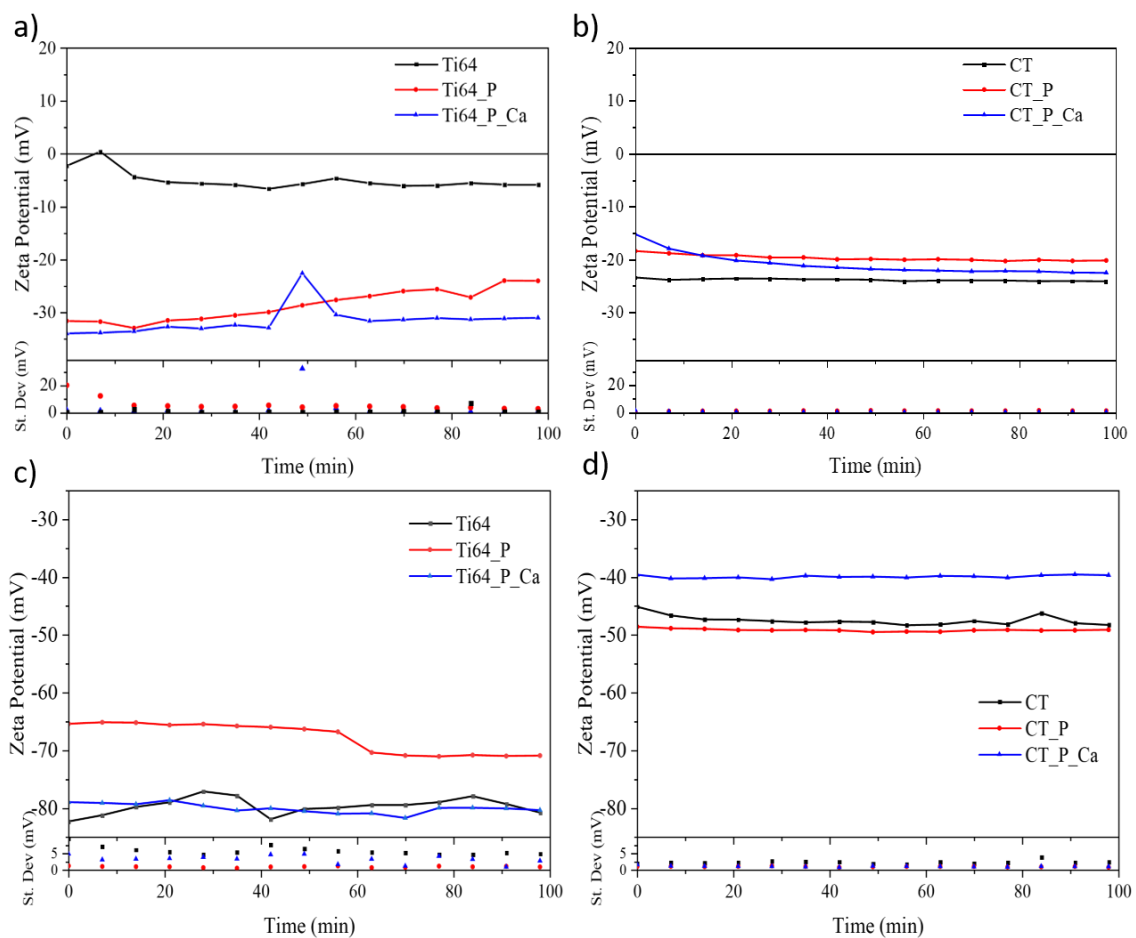 a)
20
10
0
-10
-20
-30
Zeta Potential (mV)
Ti64
Ti64_P
Ti64_P_Ca
20
0
St. Dev (mV)
0 20 40 60 80 100
Time (min)
b)
20
10
0
-10
-20
-30
Zeta Potential (mV)
CT
CT_P
CT_P_Ca
20
0
St. Dev (mV)
0 20 40 60 80 100
Time (min)
c)
-30
-40
-50
-60
-70
-80
Zeta Potential (mV)
Ti64
Ti64_P
Ti64_P_Ca
5
0
St. Dev (mV)
0 20 40 60 80 100
Time (min)
d)
-30
-40
-50
-60
-70
-80
Zeta Potential (mV)
CT
CT_P
CT_P_Ca
5
0
St. Dev (mV)
0 20 40 60 80 100
Time (min)